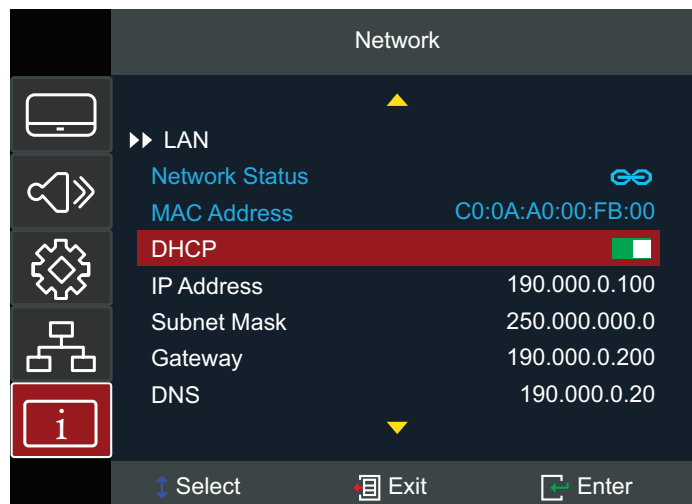 Network
LAN
Network Status
MAC Address C0:0A:A0:00:FB:00
DHCP
IP Address 190.000.0.100
Subnet Mask 250.000.000.0
Gateway 190.000.0.200
DNS 190.000.0.20
i
Select Exit Enter